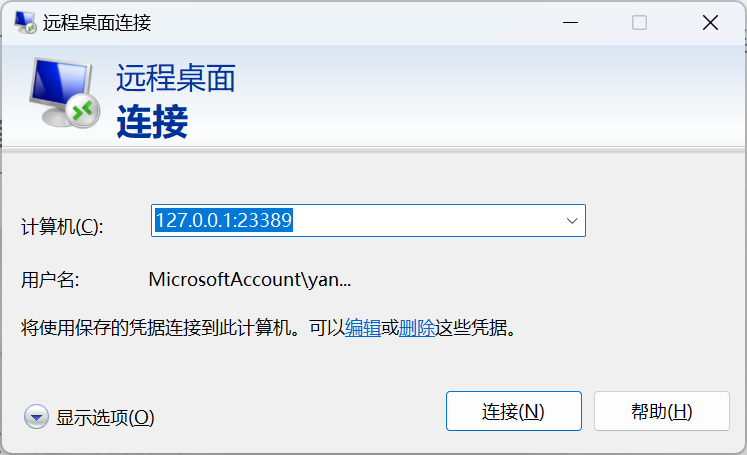 远程桌面连接
远程桌面
连接
计算机(C): 127.0.0.1:23389
用户名: MicrosoftAccount\yan...
将使用保存的凭据连接到此计算机。可以编辑或删除这些凭据。
显示选项(O) 连接(N) 帮助(H)